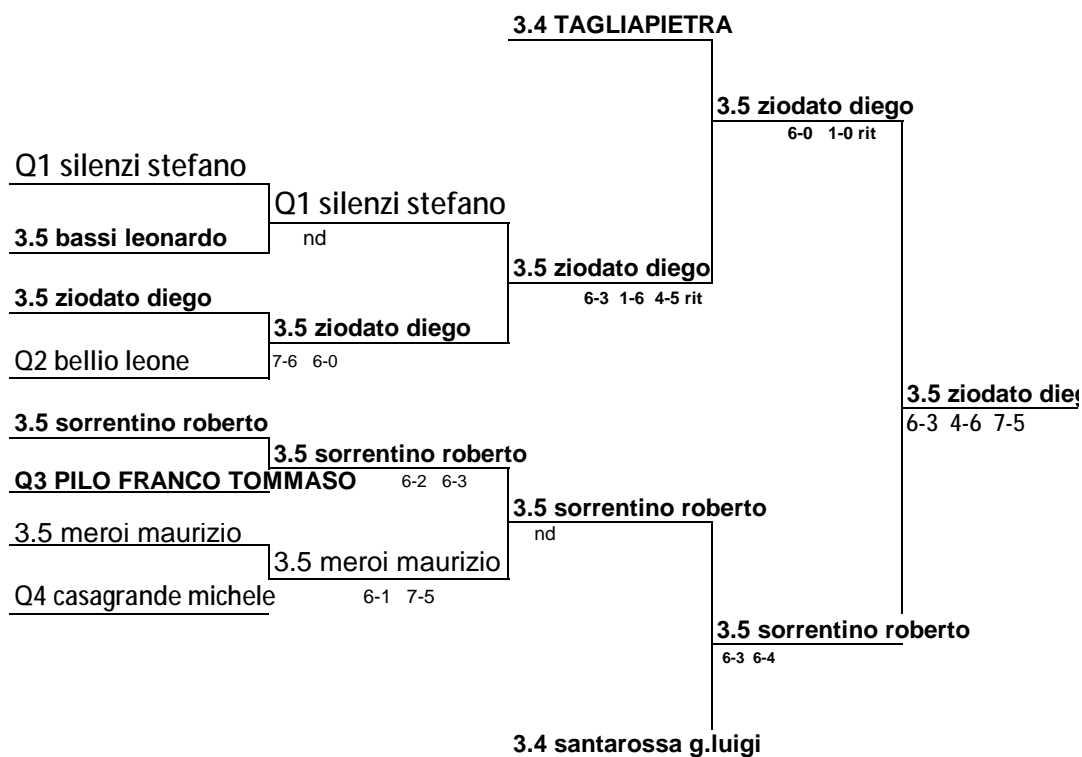 3.4 TAGLIAPIETRA
3.5 ziodato diego
6-0 1-0 rit
Q1 silenzi stefano
Q1 silenzi stefano
3.5 bassi leonardo
nd
3.5 ziodato diego
6-3 1-6 4-5 rit
3.5 ziodato diego
3.5 ziodato diego
Q2 bellio leone
7-6 6-0
3.5 ziodato dieg
6-3 4-6 7-5
3.5 sorrentino roberto
3.5 sorrentino roberto
Q3 PILO FRANCO TOMMASO
6-2 6-3
3.5 sorrentino roberto
nd
3.5 meroi maurizio
3.5 meroi maurizio
Q4 casagrande michele
6-1 7-5
3.5 sorrentino roberto
6-3 6-4
3.4 santarossa g.luigi